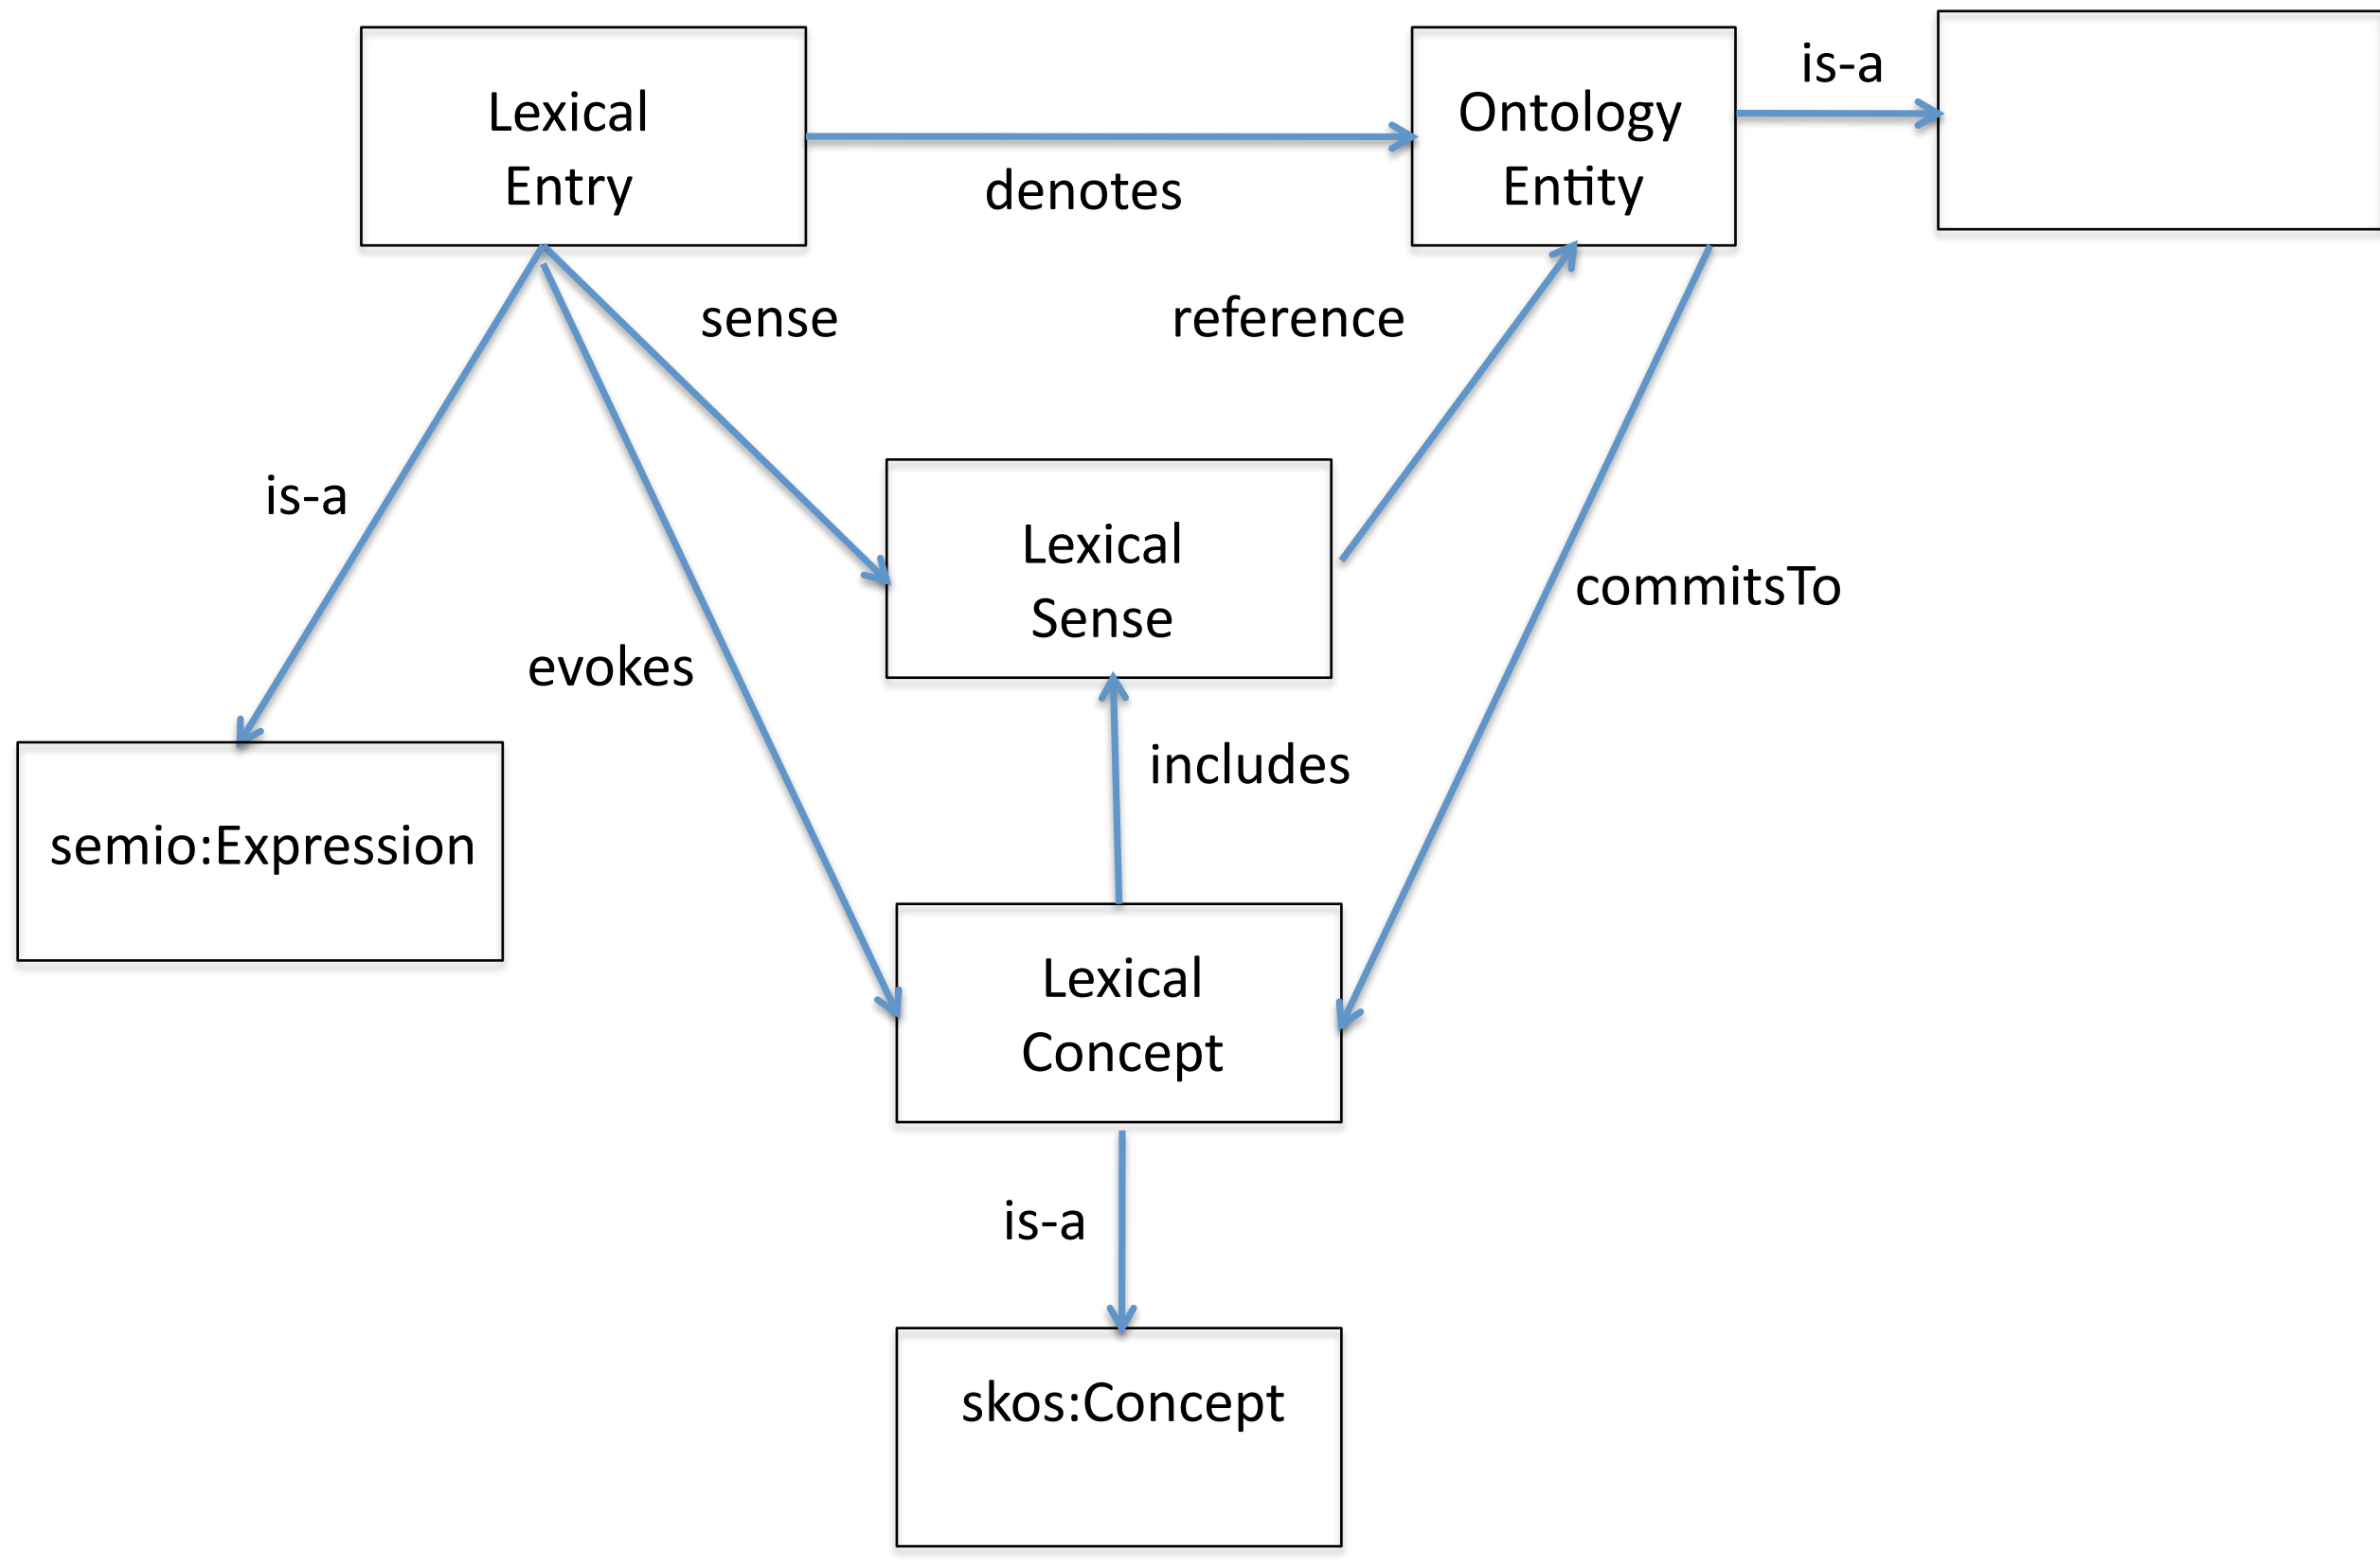 Lexical
Entry
denotes
Ontology
Entity
is-a
sense
reference
is-a
Lexical
Sense
commitsTo
evokes
includes
semio:Expression
Lexical
Concept
is-a
skos:Concept